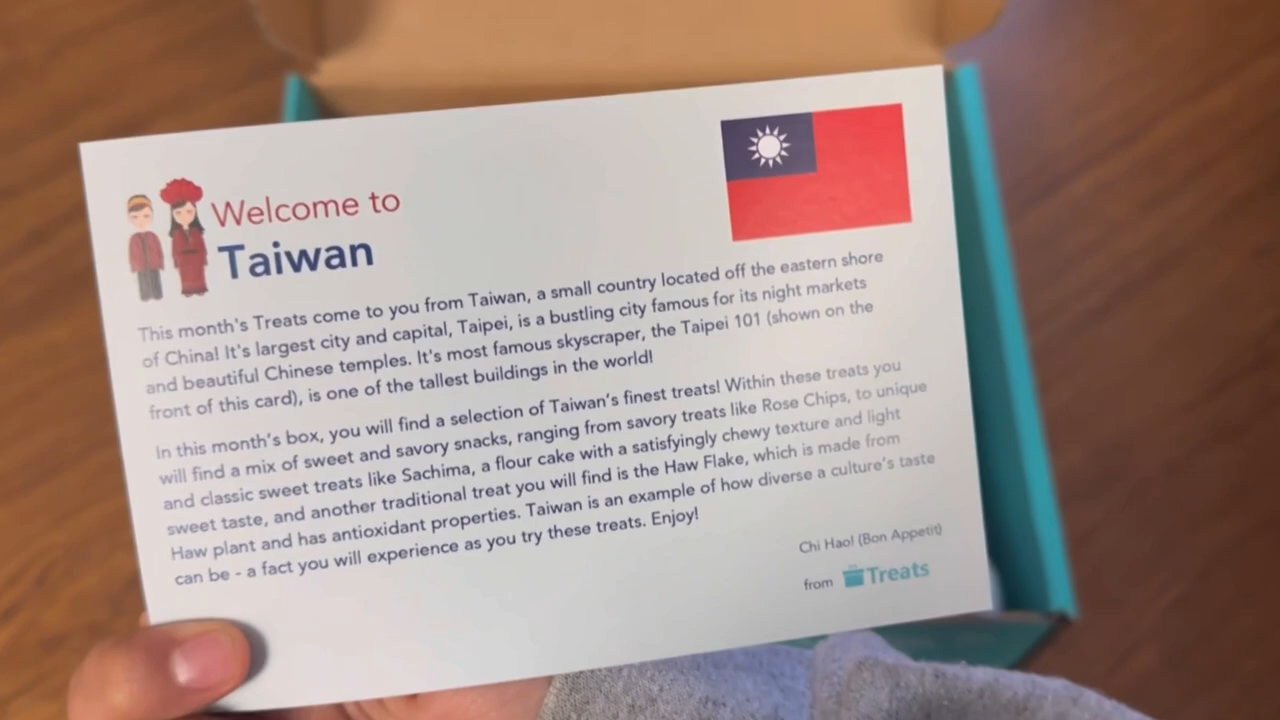 Welcome to
Taiwan
This month's Treats come to you from Taiwan, a small country located off the eastern shore
of China! It's largest city and capital, Taipei, is a bustling city famous for its night markets
and beautiful Chinese temples. It's most famous skyscraper, the Taipei 101 (shown on the
front of this card), is one of the tallest buildings in the world!
In this month's box, you will find a selection of Taiwan's finest treats! Within these treats you
will find a mix of sweet and savory snacks, ranging from savory treats like Rose Chips, to unique
and classic sweet treats like Sachima, a flour cake with a satisfyingly chewy texture and light
sweet taste, and another traditional treat you will find is the Haw Flake, which is made from
Haw plant and has antioxidant properties. Taiwan is an example of how diverse a culture's taste
can be - a fact you will experience as you try these treats. Enjoy!
Chi Hao! (Bon Appetit)
from Treats